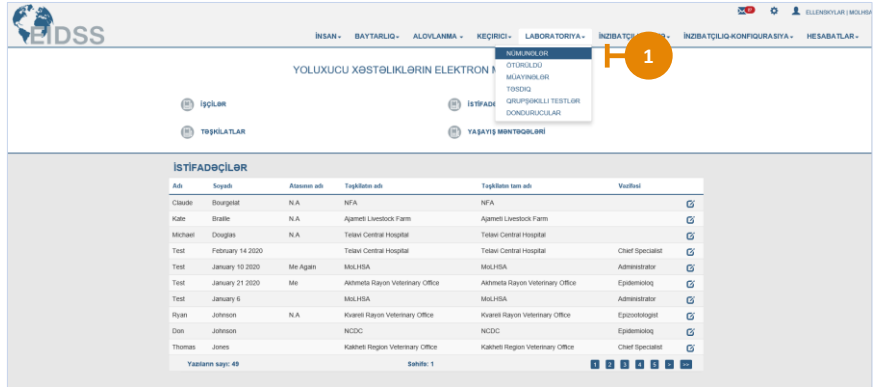 ELLENSKYLAR | MOLHSA
EIDSS
İNSAN BAYTARLIQ ALOVLANMA KEÇIRICI LABORATORIYA İNZİBATÇILIQ-KONFIQURASIYA HESABATLAR
NÜMUNƏLƏR
ÖTÜRÜLDÜ
MÜAYINƏLƏR
TƏSDIQ
QRUPŞƏKILLI TESTLƏR
DONDURUCULAR
1
YOLUXUCU XƏSTƏLIKLƏRIN ELEKTRON
İŞÇİLƏR
TƏŞKİLATLAR YAŞAYIŞ MƏNTƏQƏLƏRİ
İSTİFADƏÇİLƏR
Adı Soyadı Atasının adı Təşkilatın adı Təşkilatın tam adı Vəzifəsi
Claude Bourgelat N.A NFA NFA
Kate Braille N.A Ajameti Livestock Farm Ajameti Livestock Farm
Michael Douglas N.A Telavi Central Hospital Telavi Central Hospital
Test February 14 2020 Telavi Central Hospital Telavi Central Hospital Chief Specialist
Test January 10 2020 Me Again MoLHSA MoLHSA Administrator
Test January 21 2020 Me Akhmeta Rayon Veterinary Office Akhmeta Rayon Veterinary Office Epidemioloq
Test January 6 MoLHSA MoLHSA Administrator
Ryan Johnson N.A Kvareli Rayon Veterinary Office Kvareli Rayon Veterinary Office Epizootologist
Don Johnson NCDC NCDC Epidemioloq
Thomas Jones Kakheti Region Veterinary Office Kakheti Region Veterinary Office Chief Specialist
Yazıların sayı: 49 Səhifə: 1 1 2 3 4 5 > >>